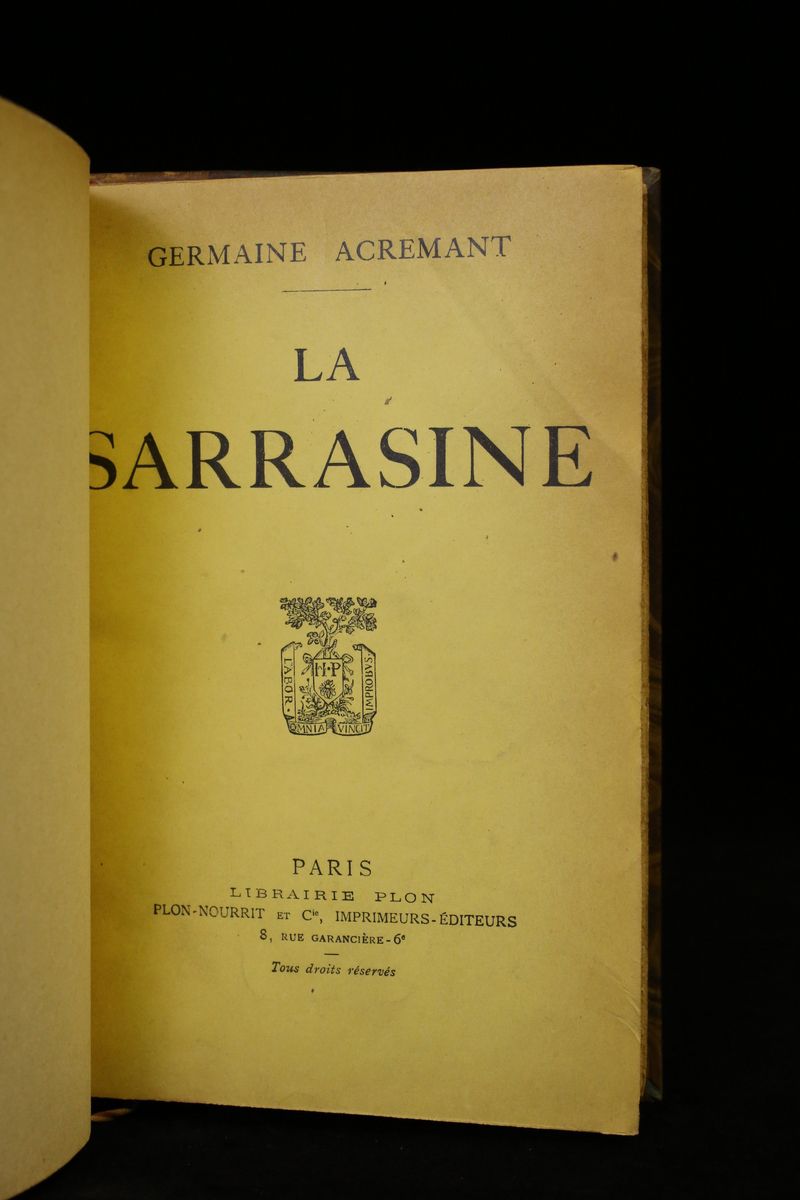 GERMAINE ACREMANT
LA
SARRASINE
LABOR
H·P
IMPROBUS
OMNIA VINCIT
PARIS
LIBRAIRIE PLON
PLON-NOURRIT ET Cie, IMPRIMEURS-ÉDITEURS
8, RUE GARANCIÈRE-6e
Tous droits réservés